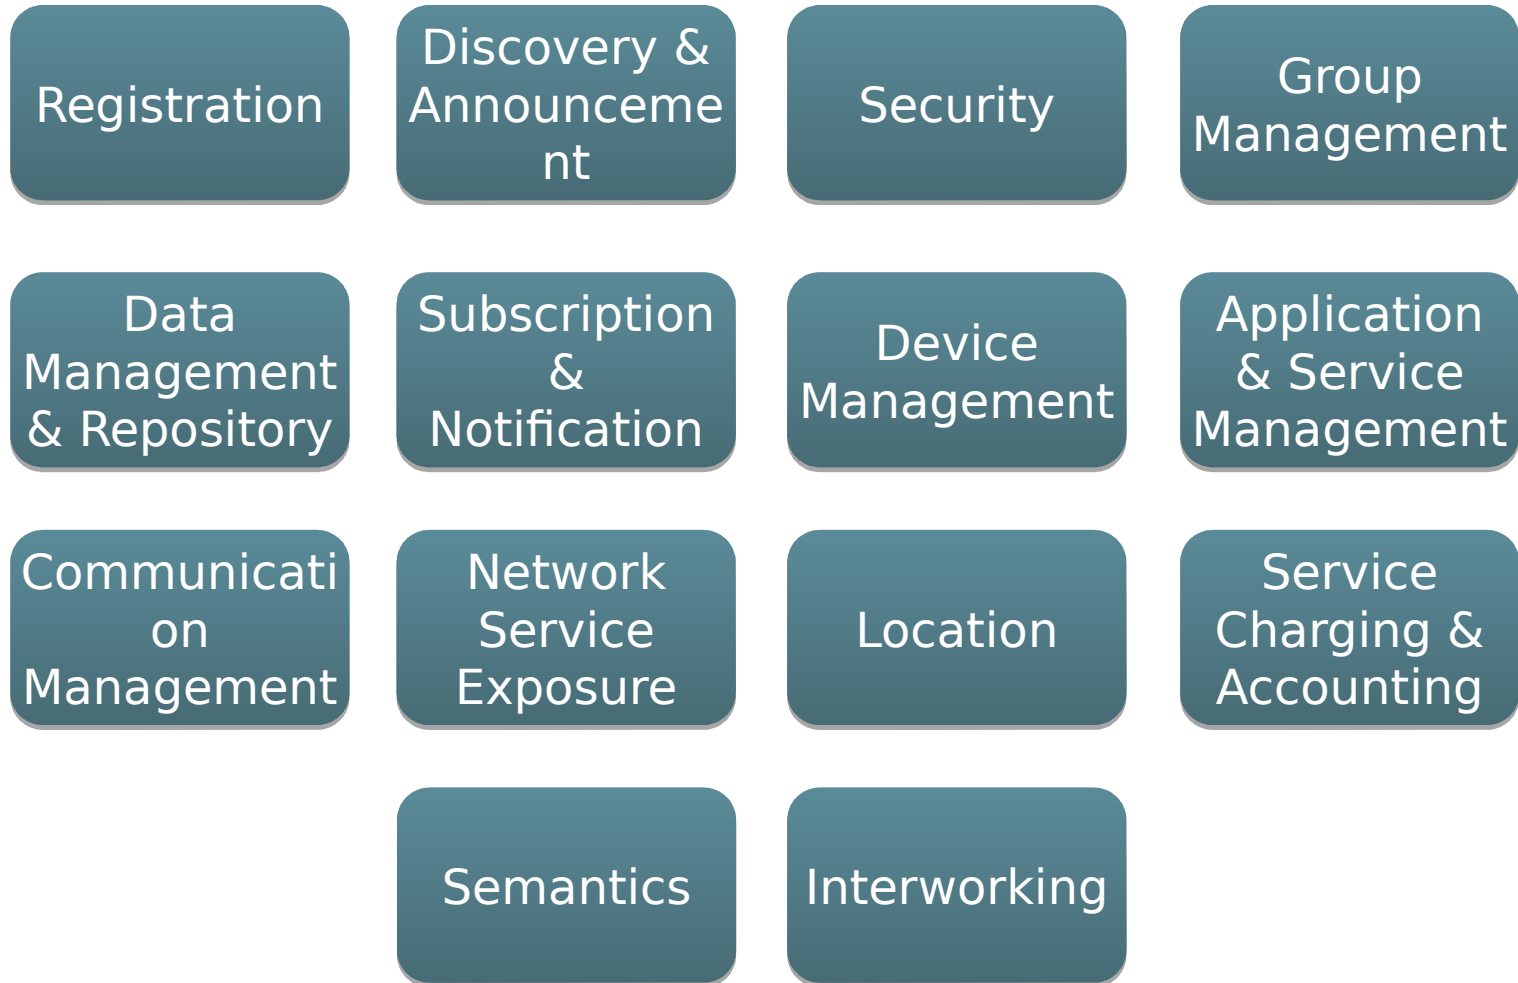 Registration
Discovery &
Announceme
nt
Security
Group
Management
Data
Management
& Repository
Subscription
&
Notification
Device
Management
Application
& Service
Management
Communicati
on
Management
Network
Service
Exposure
Location
Service
Charging &
Accounting
Semantics
Interworking